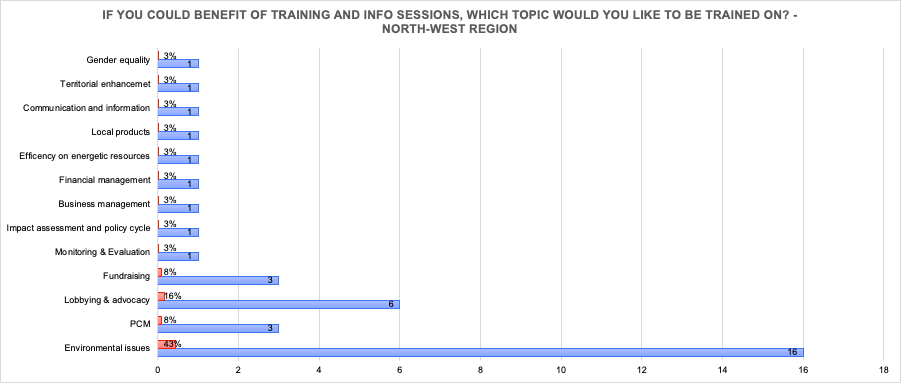 IF YOU COULD BENEFIT OF TRAINING AND INFO SESSIONS, WHICH TOPIC WOULD YOU LIKE TO BE TRAINED ON? -
NORTH-WEST REGION
Gender equality 3% 1
Territorial enhancemet 3% 1
Communication and information 3% 1
Local products 3% 1
Efficency on energetic resources 3% 1
Financial management 3% 1
Business management 3% 1
Impact assessment and policy cycle 3% 1
Monitoring & Evaluation 3% 1
Fundraising 8% 3
Lobbying & advocacy 16% 6
PCM 8% 3
Environmental issues 43% 16
0 2 4 6 8 10 12 14 16 18